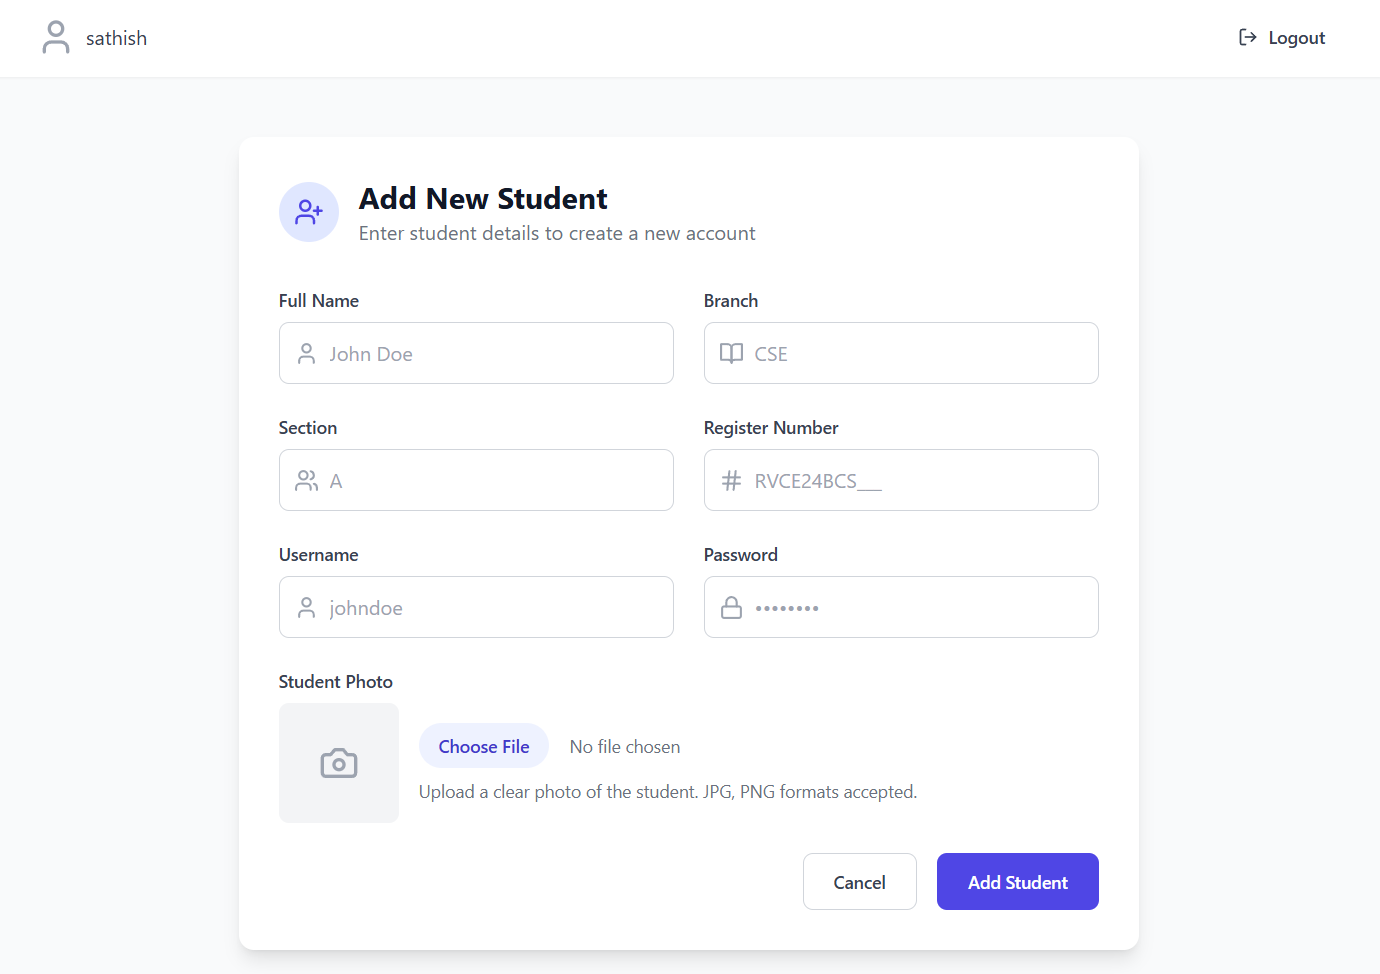 sathish
Logout
Add New Student
Enter student details to create a new account
Full Name
Branch
John Doe
CSE
Section
Register Number
A
RVCE24BCS___
Username
Password
johndoe
••••••••
Student Photo
Choose File
No file chosen
Upload a clear photo of the student. JPG, PNG formats accepted.
Cancel
Add Student